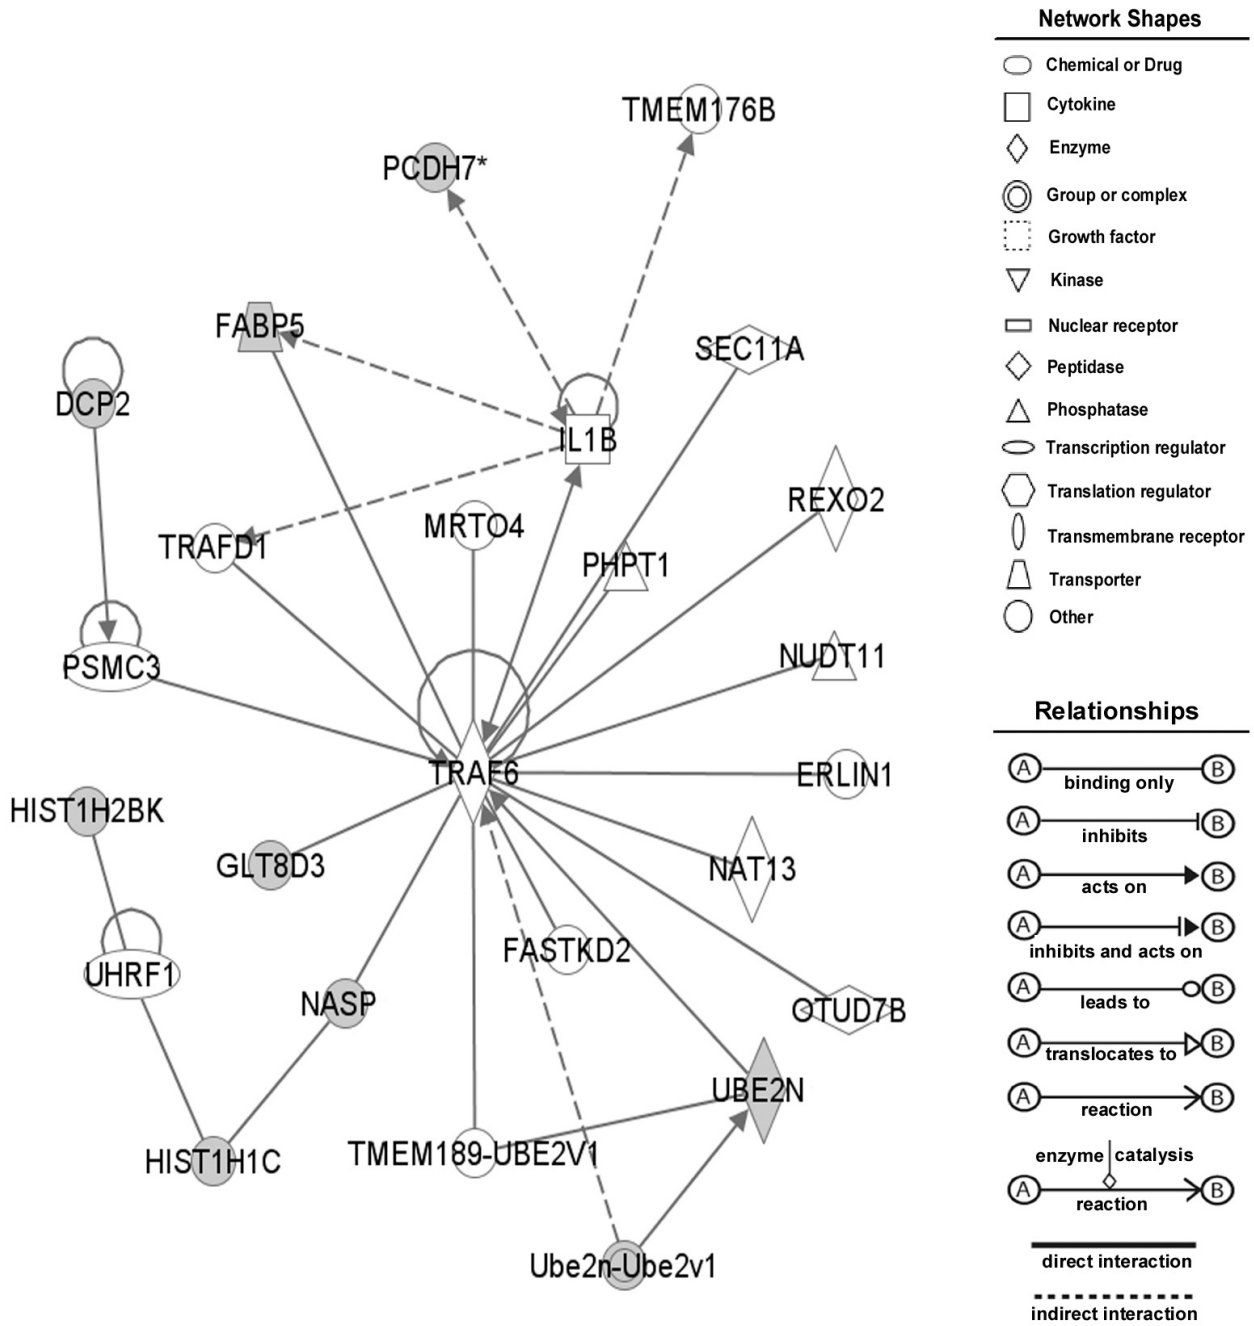 TMEM176B
PCDH7*
FABP5
SEC11A
DCP2
IL1B
REXO2
MRTO4
TRAFD1
PHPT1
PSMC3
NUDT11
TRAF6
ERLIN1
HIST1H2BK
GLT8D3
NAT13
UHRF1
FASTKD2
NASP
OTUD7B
UBE2N
HIST1H1C
TMEM189-UBE2V1
Ube2n-Ube2v1
Network Shapes
Chemical or Drug
Cytokine
Enzyme
Group or complex
Growth factor
Kinase
Nuclear receptor
Peptidase
Phosphatase
Transcription regulator
Translation regulator
Transmembrane receptor
Transporter
Other
Relationships
A binding only B
A inhibits B
A acts on B
A inhibits and acts on B
A leads to B
A translocates to B
A reaction B
enzyme catalysis
A reaction B
direct interaction
indirect interaction